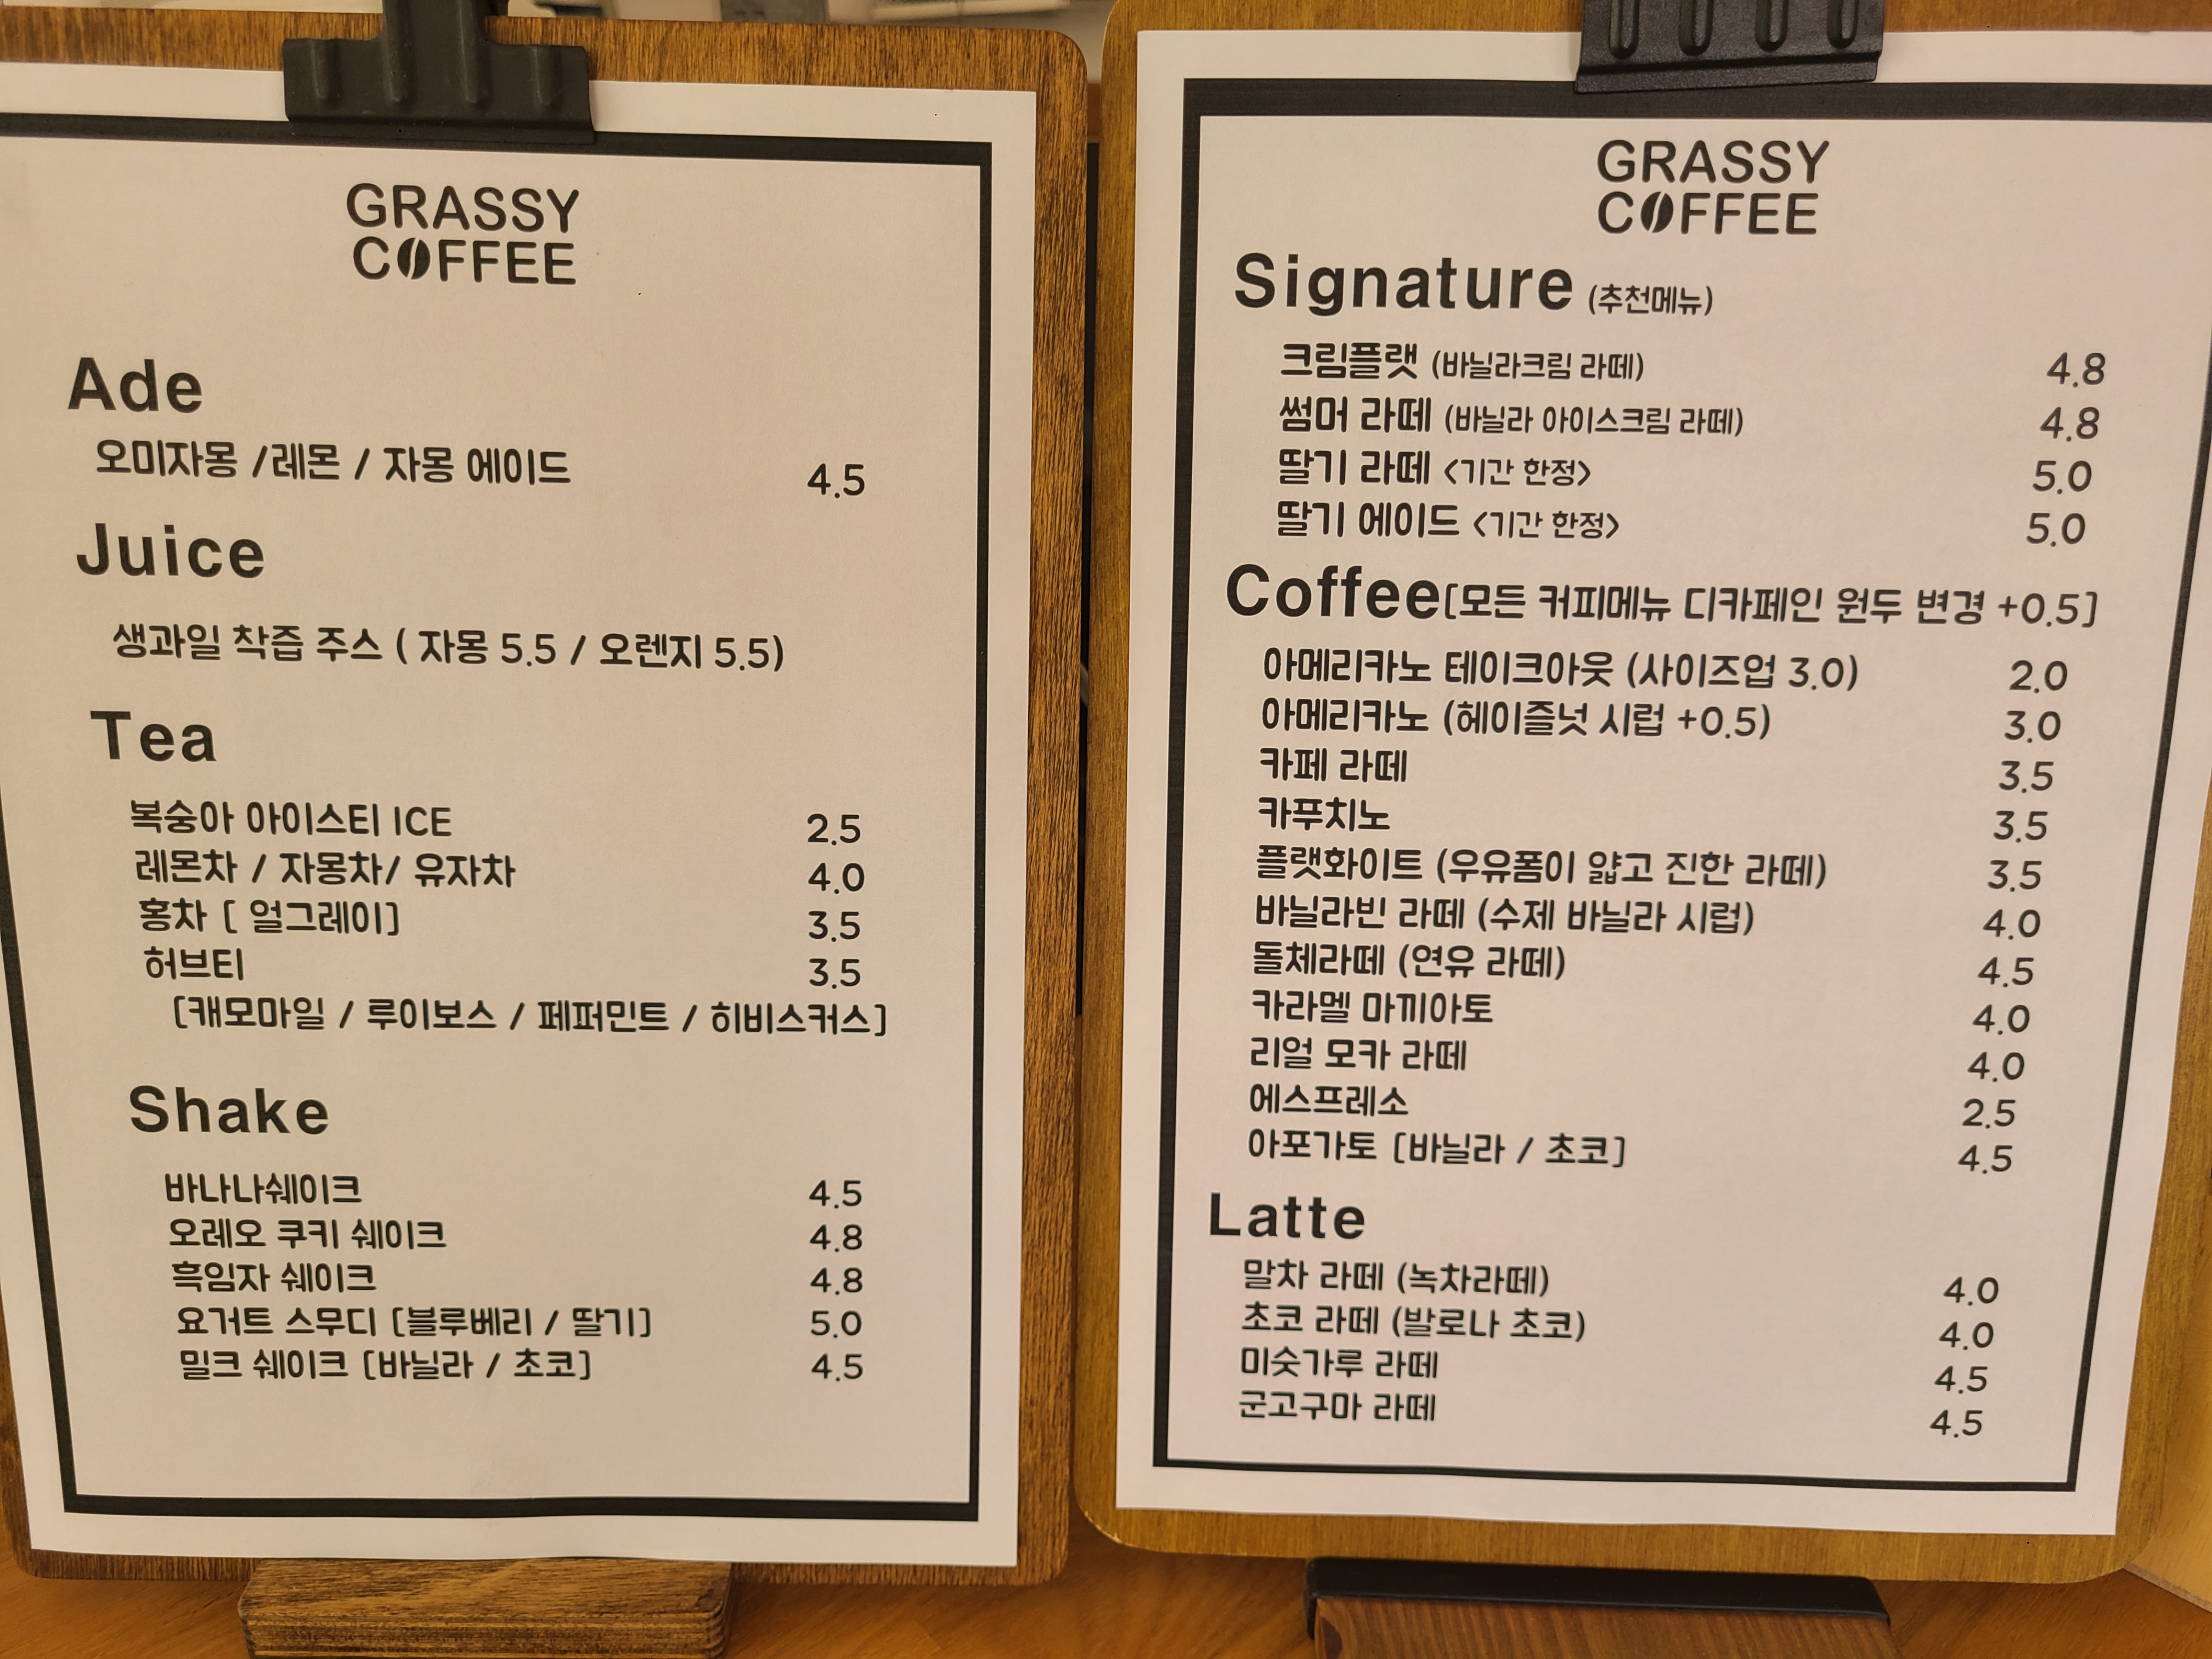 GRASSY
COFFEE
Ade
오미자몽 /레몬 / 자몽 에이드 4.5
Juice
생과일 착즙 주스 ( 자몽 5.5 / 오렌지 5.5)
Tea
복숭아 아이스티 ICE 2.5
레몬차 / 자몽차/ 유자차 4.0
홍차 [ 얼그레이] 3.5
허브티 3.5
[캐모마일 / 루이보스 / 페퍼민트 / 히비스커스]
Shake
바나나쉐이크 4.5
오레오 쿠키 쉐이크 4.8
흑임자 쉐이크 4.8
요거트 스무디 [블루베리 / 딸기] 5.0
밀크 쉐이크 [바닐라 / 초코] 4.5
GRASSY
COFFEE
Signature (추천메뉴)
크림플랫 (바닐라크림 라떼) 4.8
썸머 라떼 (바닐라 아이스크림 라떼) 4.8
딸기 라떼 <기간 한정> 5.0
딸기 에이드 <기간 한정> 5.0
Coffee[모든 커피메뉴 디카페인 원두 변경 +0.5]
아메리카노 테이크아웃 (사이즈업 3.0) 2.0
아메리카노 (헤이즐넛 시럽 +0.5) 3.0
카페 라떼 3.5
카푸치노 3.5
플랫화이트 (우유폼이 얇고 진한 라떼) 3.5
바닐라빈 라떼 (수제 바닐라 시럽) 4.0
돌체라떼 (연유 라떼) 4.5
카라멜 마끼아토 4.0
리얼 모카 라떼 4.0
에스프레소 2.5
아포가토 [바닐라 / 초코] 4.5
Latte
말차 라떼 (녹차라떼) 4.0
초코 라떼 (발로나 초코) 4.0
미숫가루 라떼 4.5
군고구마 라떼 4.5